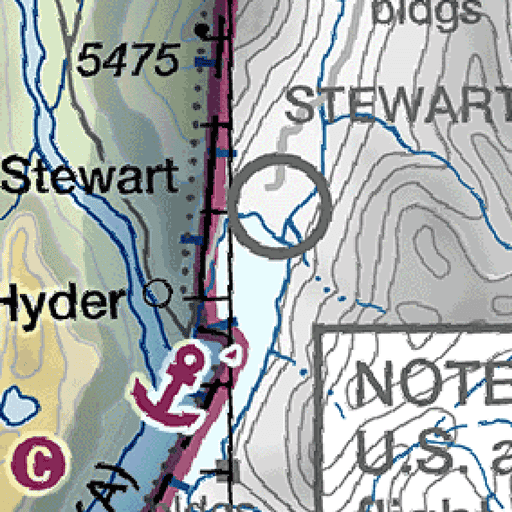 bldgs
5475
STEWART
Stewart
Hyder
NOTE
U.S. a
C